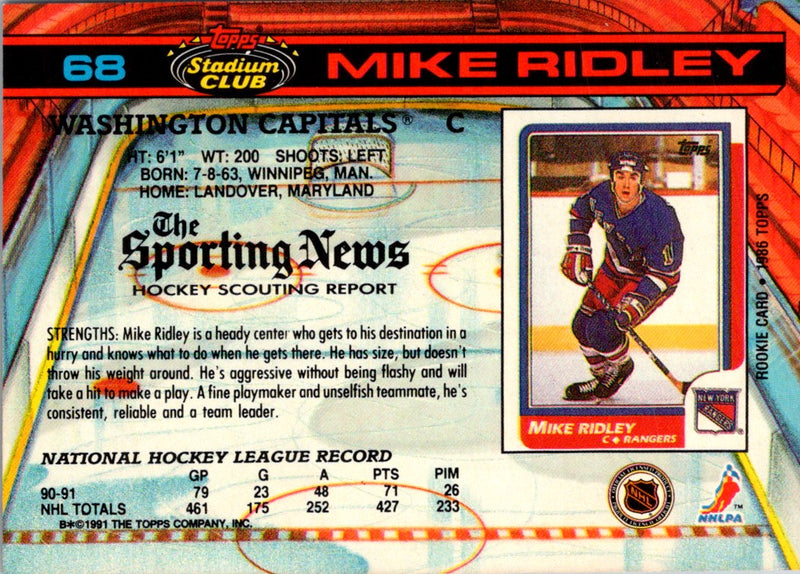 68
Topps
Stadium
CLUB
MIKE RIDLEY
WASHINGTON CAPITALS® C
HT: 6'1" WT: 200 SHOOTS: LEFT
BORN: 7-8-63, WINNIPEG, MAN.
HOME: LANDOVER, MARYLAND
The
Sporting News
HOCKEY SCOUTING REPORT
STRENGTHS: Mike Ridley is a heady center who gets to his destination in a
hurry and knows what to do when he gets there. He has size, but doesn't
throw his weight around. He's aggressive without being flashy and will
take a hit to make a play. A fine playmaker and unselfish teammate, he's
consistent, reliable and a team leader.
NATIONAL HOCKEY LEAGUE RECORD
GP G A PTS PIM
90-91 79 23 48 71 26
NHL TOTALS 461 175 252 427 233
B*©1991 THE TOPPS COMPANY, INC.
Topps
11
NEW YORK
RANGERS
MIKE RIDLEY
C ♦ RANGERS
ROOKIE CARD • 1986 TOPPS
NHL
NHLPA™